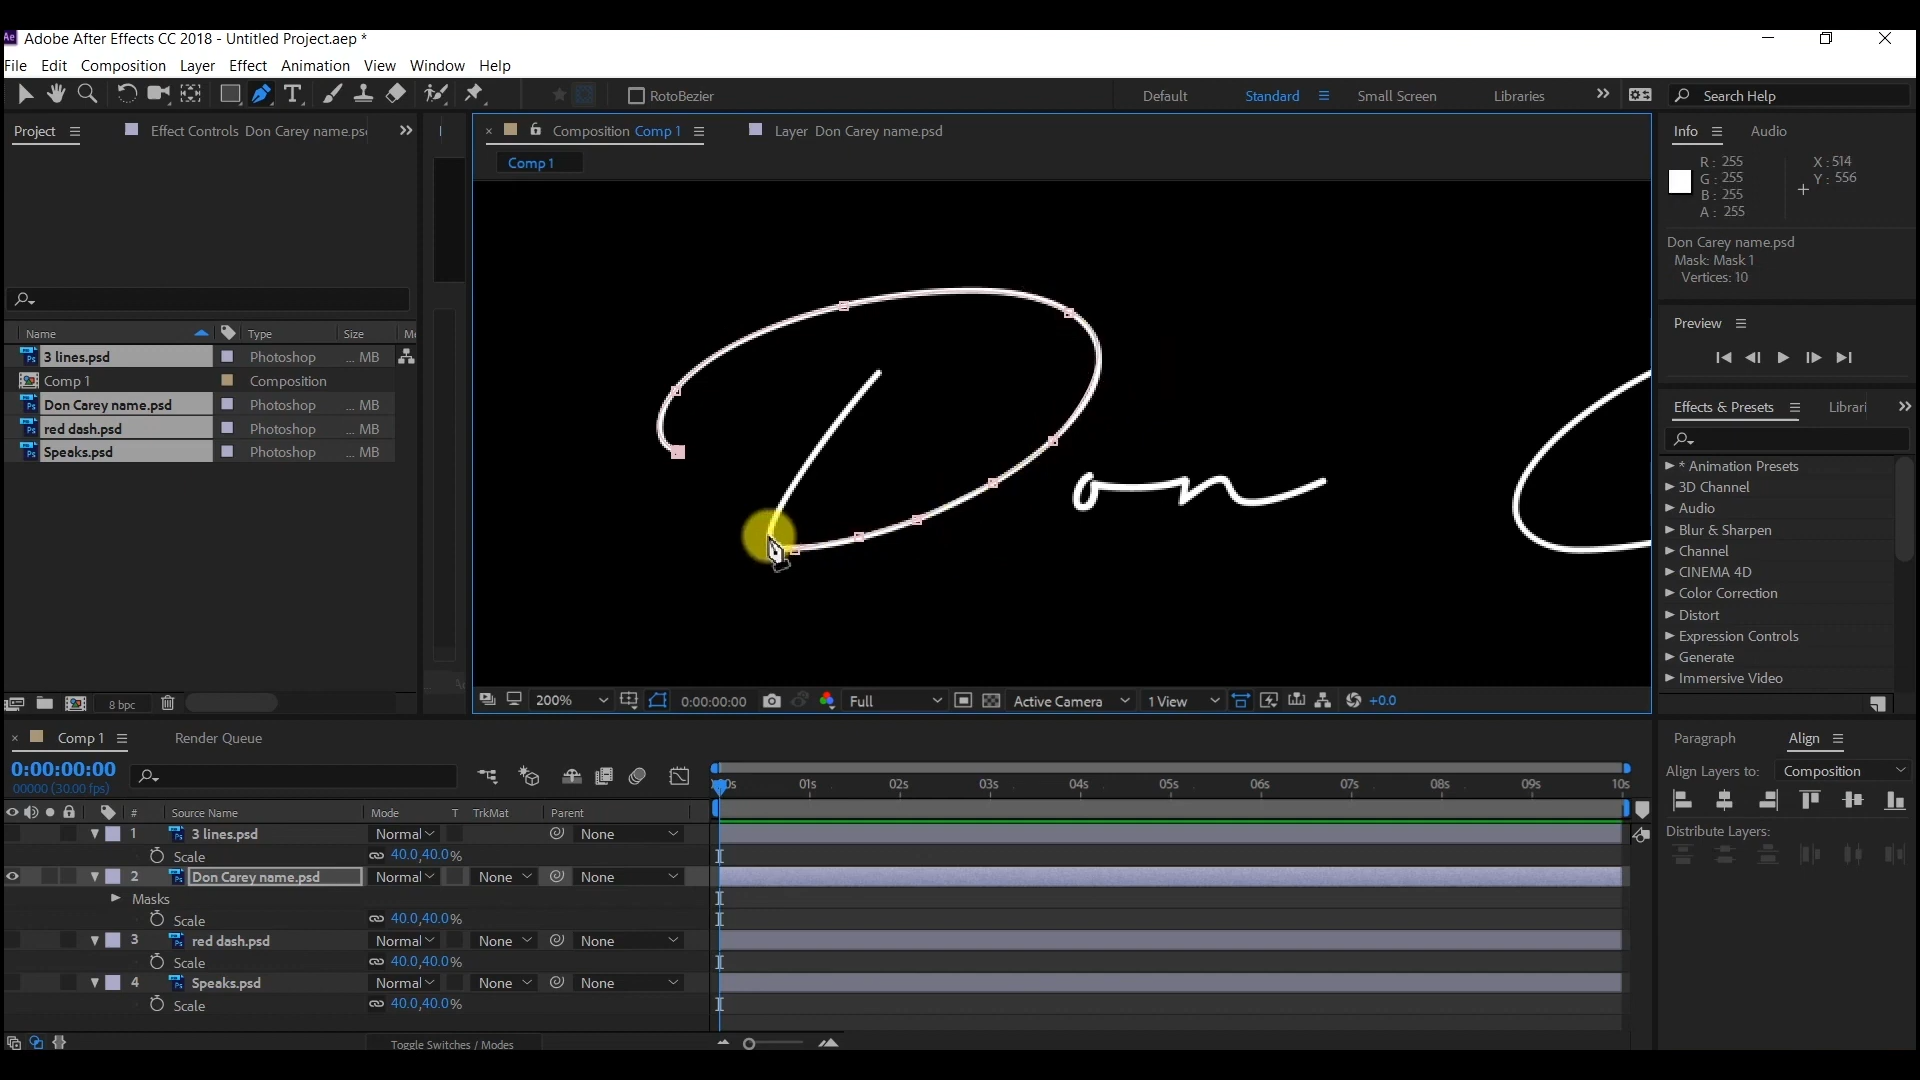 Adobe After Effects CC 2018 - Untitled Project.aep *
File Edit Composition Layer Effect Animation View Window Help
RotoBezier Default Standard Small Screen Libraries Search Help
Project Effect Controls Don Carey name.ps
Composition Comp 1 Layer Don Carey name.psd
Comp 1
Info Audio
R: 255 X: 514
G: 255 Y: 556
B: 255
A: 255
Don Carey name.psd
Mask: Mask 1
Vertices: 10
Preview
Effects & Presets Librari
* Animation Presets
3D Channel
Audio
Blur & Sharpen
Channel
CINEMA 4D
Color Correction
Distort
Expression Controls
Generate
Immersive Video
Name Type Size Me
3 lines.psd Photoshop ... MB
Comp 1 Composition
Don Carey name.psd Photoshop ... MB
red dash.psd Photoshop ... MB
Speaks.psd Photoshop ... MB
8 bpc
Don
200% 0:00:00:00 Full Active Camera 1 View +0.0
Comp 1 Render Queue
0:00:00:00
00000 (30.00 fps)
# Source Name Mode T TrkMat Parent
01s 02s 03s 04s 05s 06s 07s 08s 09s 10s
1 3 lines.psd Normal None
Scale 40.0,40.0%
2 Don Carey name.psd Normal None None
Masks
Scale 40.0,40.0%
3 red dash.psd Normal None None
Scale 40.0,40.0%
4 Speaks.psd Normal None None
Scale 40.0,40.0%
Toggle Switches / Modes
Paragraph Align
Align Layers to: Composition
Distribute Layers: